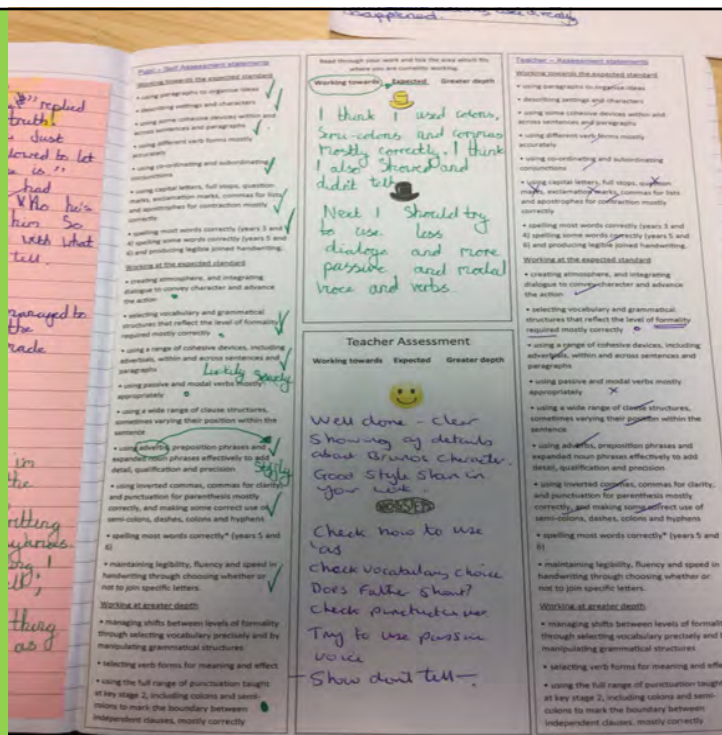 disappeared.
replied
truth.
Just
lowed to let
is"
had
Who he's
him So
with what
tell.
managed to
the
made
in
the
thing
as
Pupil – Self Assessment statements
Working towards the expected standard
• using paragraphs to organise ideas
• describing settings and characters
• using some cohesive devices within and
across sentences and paragraphs
• using different verb forms mostly
accurately
• using co-ordinating and subordinating
conjunctions
• using capital letters, full stops, question
marks, exclamation marks, commas for lists
and apostrophes for contraction mostly
correctly
• spelling most words correctly (years 3 and
4) spelling some words correctly (years 5 and
6) and producing legible joined handwriting.
Working at the expected standard
• creating atmosphere, and integrating
dialogue to convey character and advance
the action
• selecting vocabulary and grammatical
structures that reflect the level of formality
required mostly correctly
• using a range of cohesive devices, including
adverbials, within and across sentences and
paragraphs
• using passive and modal verbs mostly
appropriately
• using a wide range of clause structures,
sometimes varying their position within the
sentence
• using adverbs, preposition phrases and
expanded noun phrases effectively to add
detail, qualification and precision
• using inverted commas, commas for clarity,
and punctuation for parenthesis mostly
correctly, and making some correct use of
semi-colons, dashes, colons and hyphens
• spelling most words correctly* (years 5 and
6)
• maintaining legibility, fluency and speed in
handwriting through choosing whether or
not to join specific letters.
Working at greater depth
• managing shifts between levels of formality
through selecting vocabulary precisely and by
manipulating grammatical structures
• selecting verb forms for meaning and effect
• using the full range of punctuation taught
at key stage 2, including colons and semi-
colons to mark the boundary between
independent clauses, mostly correctly
Read through your work and tick the area which fits
where you are currently working.
Working towards Expected Greater depth
I think I used colons,
Semi-colons and commas
Mostly correctly. I think
I also Showed and
didn't tell
Next I Should try
to use less
dialoge and more
passive and modal
voice and verbs.
Teacher Assessment
Working towards Expected Greater depth
Well done - clear
Showing of details
about Bruno's character.
Good Style Shown in
your work.
Check how to use
'as
check vocabulary choice
Does Father Shout?
check punctuation use
Try to use passive
voice
- Show don't tell -
Teacher – Assessment statements
Working towards the expected standard
• using paragraphs to organise ideas
• describing settings and characters
• using some cohesive devices within and
across sentences and paragraphs
• using different verb forms mostly
accurately
• using co-ordinating and subordinating
conjunctions
• using capital letters, full stops, question
marks, exclamation marks, commas for lists
and apostrophes for contraction mostly
correctly
• spelling most words correctly (years 3 and
4) spelling some words correctly (years 5 and
6) and producing legible joined handwriting.
Working at the expected standard
• creating atmosphere, and integrating
dialogue to convey character and advance
the action
• selecting vocabulary and grammatical
structures that reflect the level of formality
required mostly correctly
• using a range of cohesive devices, including
adverbials, within and across sentences and
paragraphs
• using passive and modal verbs mostly
appropriately
• using a wide range of clause structures,
sometimes varying their position within the
sentence
• using adverbs, preposition phrases and
expanded noun phrases effectively to add
detail, qualification and precision
• using inverted commas, commas for clarity,
and punctuation for parenthesis mostly
correctly, and making some correct use of
semi-colons, dashes, colons and hyphens
• spelling most words correctly* (years 5 and
6)
• maintaining legibility, fluency and speed in
handwriting through choosing whether or
not to join specific letters.
Working at greater depth
• managing shifts between levels of formality
through selecting vocabulary precisely and
manipulating grammatical structures
• selecting verb forms for meaning and effect
• using the full range of punctuation taught
at key stage 2, including colons and semi-
colons to mark the boundary between
independent clauses, mostly correctly